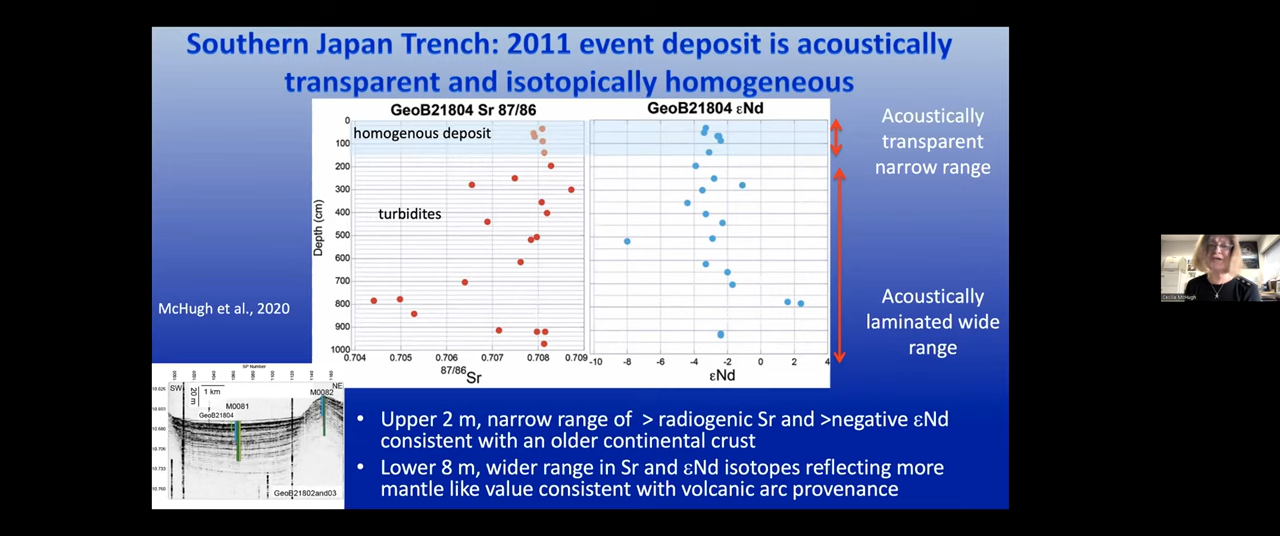 Southern Japan Trench: 2011 event deposit is acoustically
transparent and isotopically homogeneous
GeoB21804 Sr 87/86
GeoB21804 εNd
0
100
200
300
400
500
600
700
800
900
1000
Depth (cm)
homogenous deposit
turbidites
0.704
0.705
0.706
0.707
0.708
0.709
87/86Sr
-10
-8
-6
-4
-2
0
2
4
εNd
Acoustically
transparent
narrow range
Acoustically
laminated wide
range
McHugh et al., 2020
SP Number
SW
20 m
1 km
NE
M0082
M0081
GeoB21804
GeoB21802and03
• Upper 2 m, narrow range of > radiogenic Sr and >negative εNd
consistent with an older continental crust
• Lower 8 m, wider range in Sr and εNd isotopes reflecting more
mantle like value consistent with volcanic arc provenance
Cecilia McHugh